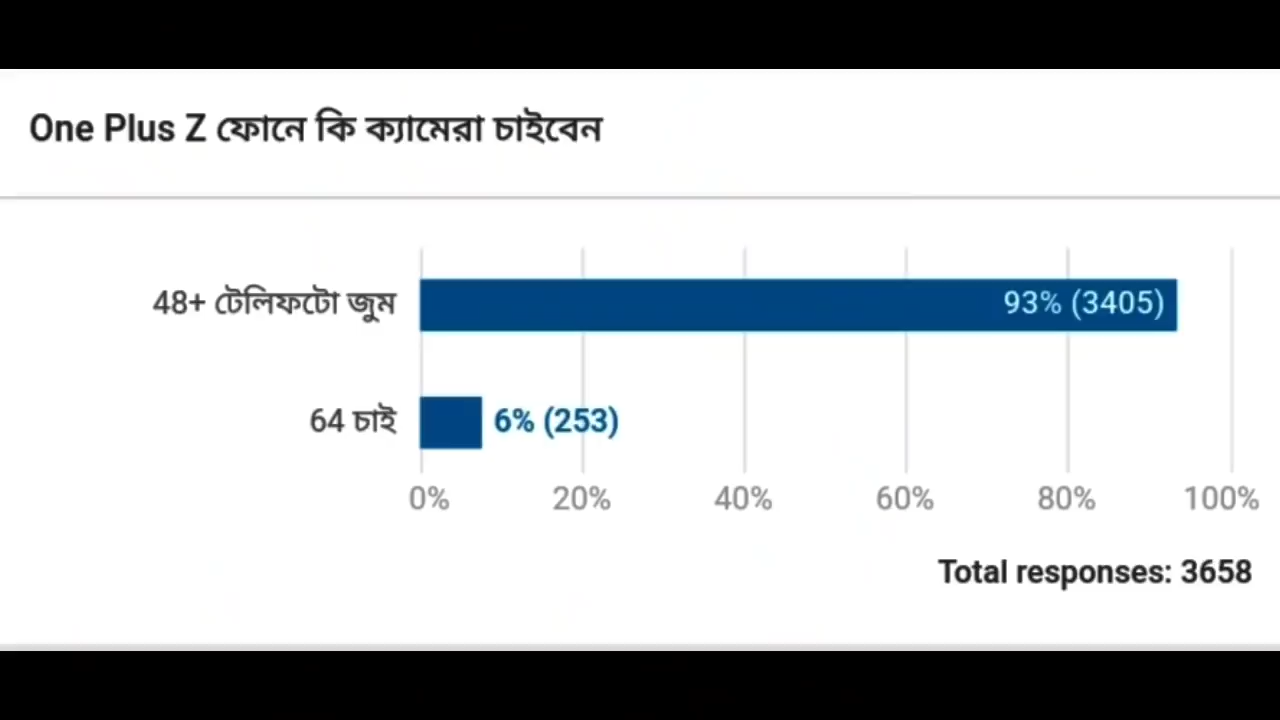 One Plus Z ফোনে কি ক্যামেরা চাইবেন
48+ টেলিফটো জুম 93% (3405)
64 চাই 6% (253)
0% 20% 40% 60% 80% 100%
Total responses: 3658